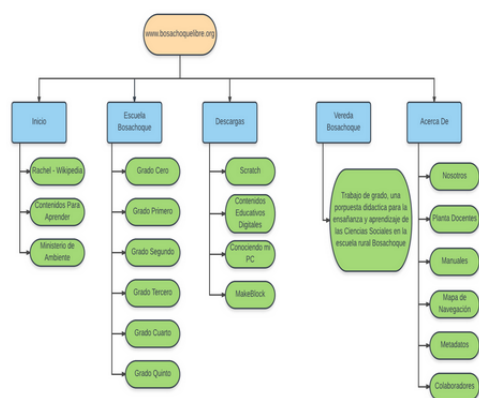 www.bosachoquelibre.org
Inicio
Escuela
Bosachoque
Descargas
Vereda
Bosachoque
Acerca De
Rachel - Wikipedia
Contenidos Para
Aprender
Ministerio de
Ambiente
Grado Cero
Grado Primero
Grado Segundo
Grado Tercero
Grado Cuarto
Grado Quinto
Scratch
Contenidos
Educativos
Digitales
Conociendo mi
PC
MakeBlock
Trabajo de grado, una
porpuesta didactica para la
ensañanza y aprendizaje de
las Ciencias Sociales en la
escuela rural Bosachoque
Nosotros
Planta Docentes
Manuales
Mapa de
Navegación
Metadatos
Colaboradores